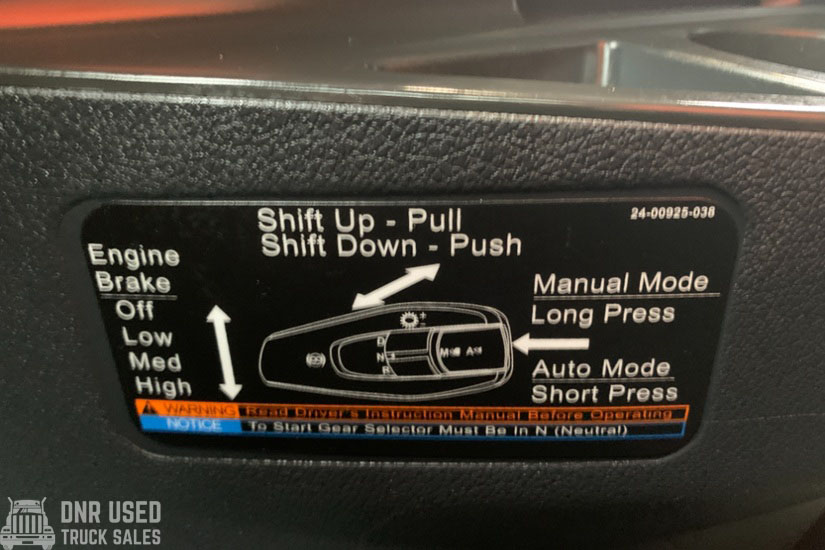 24-00925-038
Shift Up - Pull
Shift Down - Push
Engine
Brake
Off
Low
Med
High
+
-
D
N
R
M
A
Manual Mode
Long Press
Auto Mode
Short Press
WARNING Read Driver's Instruction Manual Before Operating
NOTICE To Start Gear Selector Must Be In N (Neutral)
DNR USED
TRUCK SALES